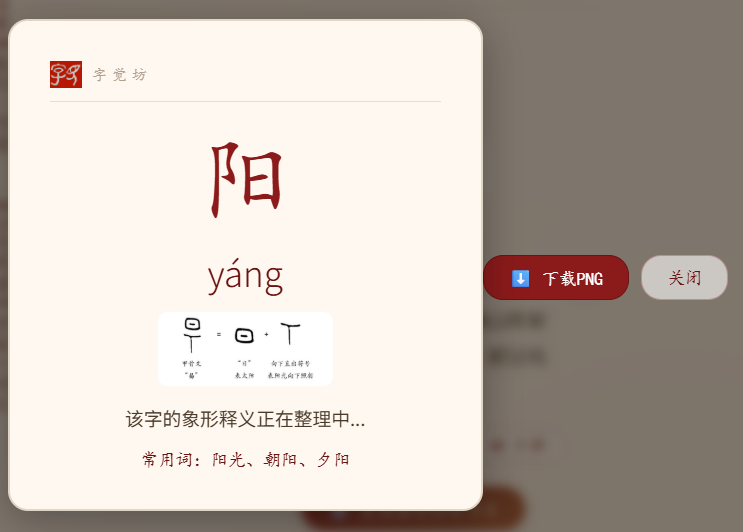 字觉坊
阳
yáng
= +
甲骨文 "日" 向下直出符号
"昜" 表太阳 表阳光向下照射
该字的象形释义正在整理中...
常用词：阳光、朝阳、夕阳
⬇️ 下载PNG
关闭